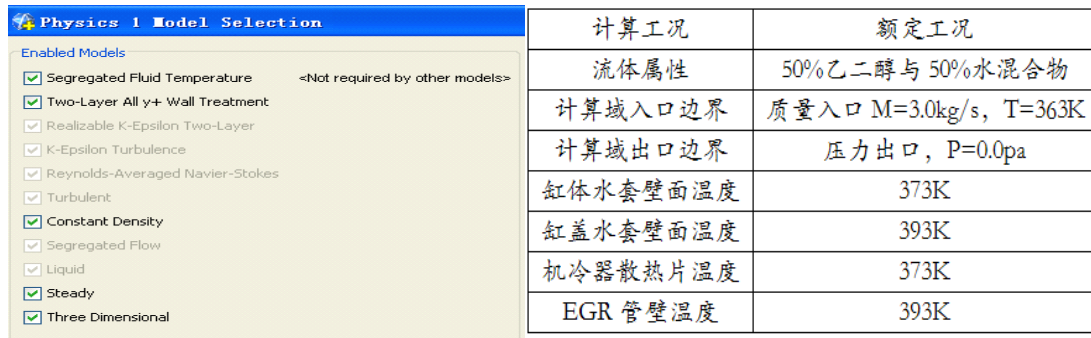 Physics 1 Model Selection
Enabled Models
Segregated Fluid Temperature <Not required by other models>
Two-Layer All y+ Wall Treatment
Realizable K-Epsilon Two-Layer
K-Epsilon Turbulence
Reynolds-Averaged Navier-Stokes
Turbulent
Constant Density
Segregated Flow
Liquid
Steady
Three Dimensional
计算工况 额定工况
流体属性 50%乙二醇与 50%水混合物
计算域入口边界 质量入口 M=3.0kg/s，T=363K
计算域出口边界 压力出口，P=0.0pa
缸体水套壁面温度 373K
缸盖水套壁面温度 393K
机冷器散热片温度 373K
EGR 管壁温度 393K